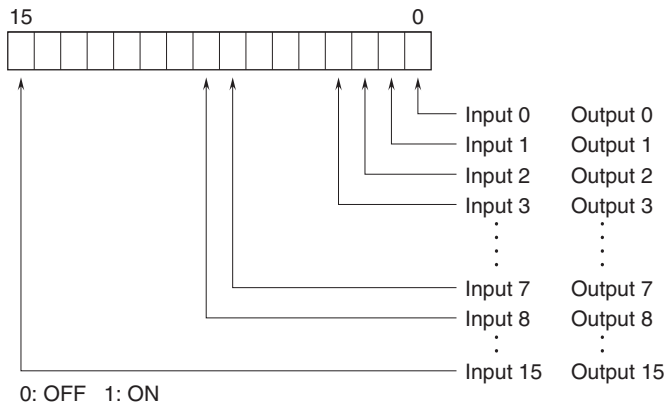 15 0
Input 0 Output 0
Input 1 Output 1
Input 2 Output 2
Input 3 Output 3
Input 7 Output 7
Input 8 Output 8
Input 15 Output 15
0: OFF 1: ON